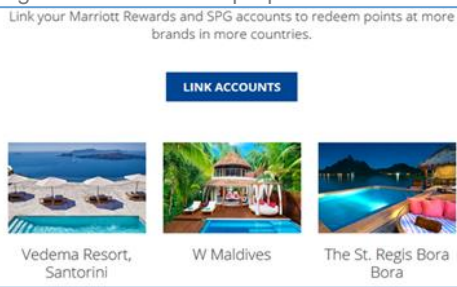 Link your Marriott Rewards and SPG accounts to redeem points at more
brands in more countries.
LINK ACCOUNTS
Vedema Resort,
Santorini
W Maldives
The St. Regis Bora
Bora